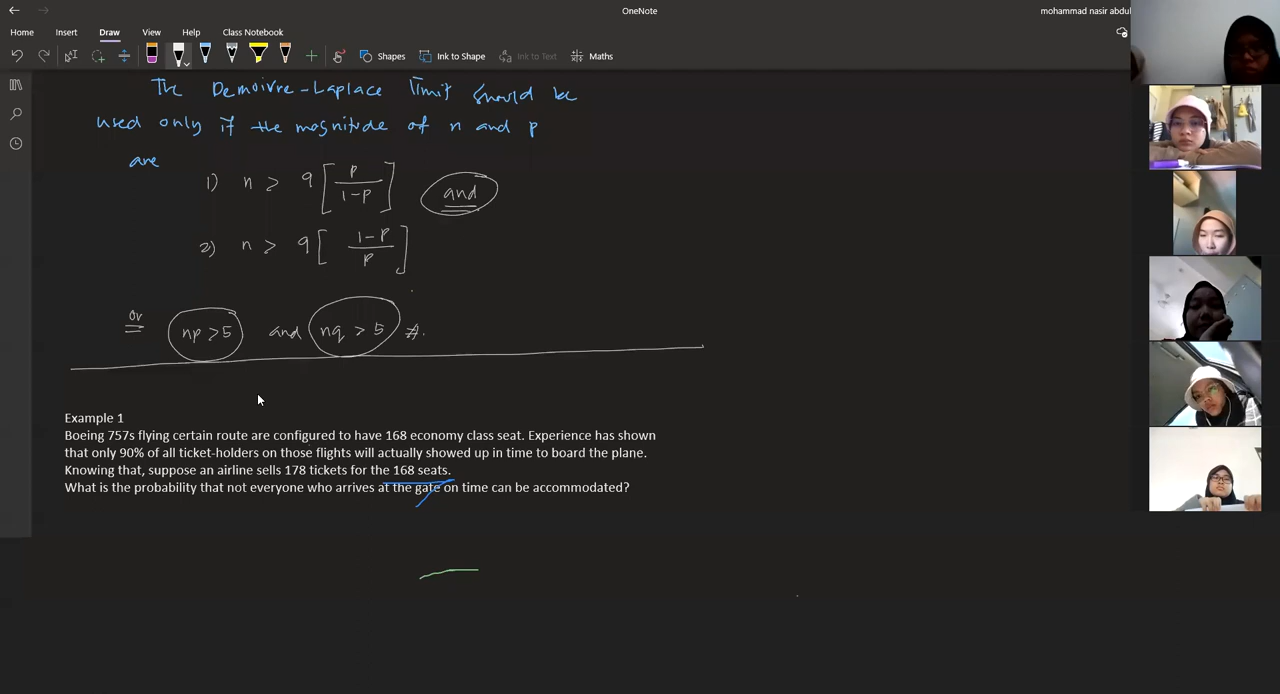 OneNote
mohammad nasir abdul
Home Insert Draw View Class Notebook
Shapes Ink to Shape Ink to Text Maths
The Demoivre-Laplace limit should be
used only if the magnitude of n and p
are
1) n > 9 [p / 1-p] and
2) n > 9 [1-p / p]
Or np > 5 and nq > 5 #.
Example 1
Boeing 757s flying certain route are configured to have 168 economy class seat. Experience has shown
that only 90% of all ticket-holders on those flights will actually showed up in time to board the plane.
Knowing that, suppose an airline sells 178 tickets for the 168 seats.
What is the probability that not everyone who arrives at the gate on time can be accommodated?